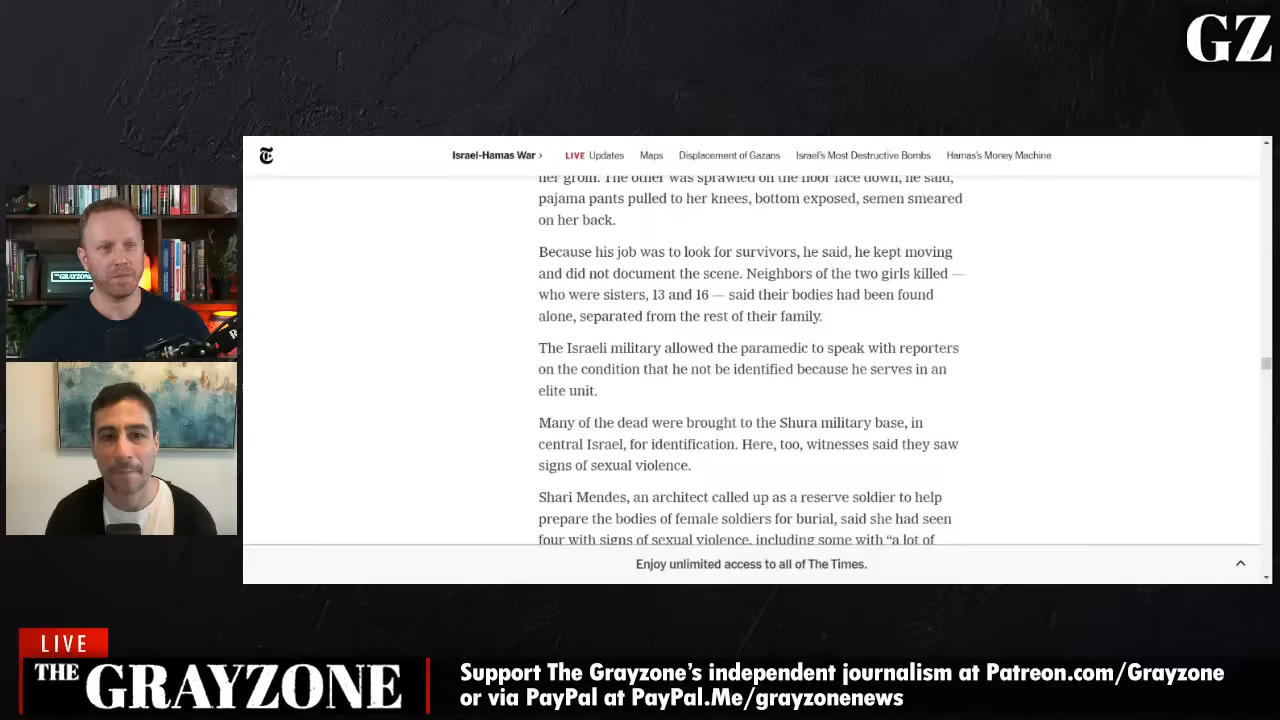 GZ
Israel-Hamas War › LIVE Updates Maps Displacement of Gazans Israel's Most Destructive Bombs Hamas's Money Machine
her groin. The other was sprawled on the floor face down, he said,
pajama pants pulled to her knees, bottom exposed, semen smeared
on her back.
Because his job was to look for survivors, he said, he kept moving
and did not document the scene. Neighbors of the two girls killed —
who were sisters, 13 and 16 — said their bodies had been found
alone, separated from the rest of their family.
The Israeli military allowed the paramedic to speak with reporters
on the condition that he not be identified because he serves in an
elite unit.
Many of the dead were brought to the Shura military base, in
central Israel, for identification. Here, too, witnesses said they saw
signs of sexual violence.
Shari Mendes, an architect called up as a reserve soldier to help
prepare the bodies of female soldiers for burial, said she had seen
four with signs of sexual violence, including some with “a lot of
Enjoy unlimited access to all of The Times.
LIVE
THE GRAYZONE
Support The Grayzone's independent journalism at Patreon.com/Grayzone
or via PayPal at PayPal.Me/grayzonenews